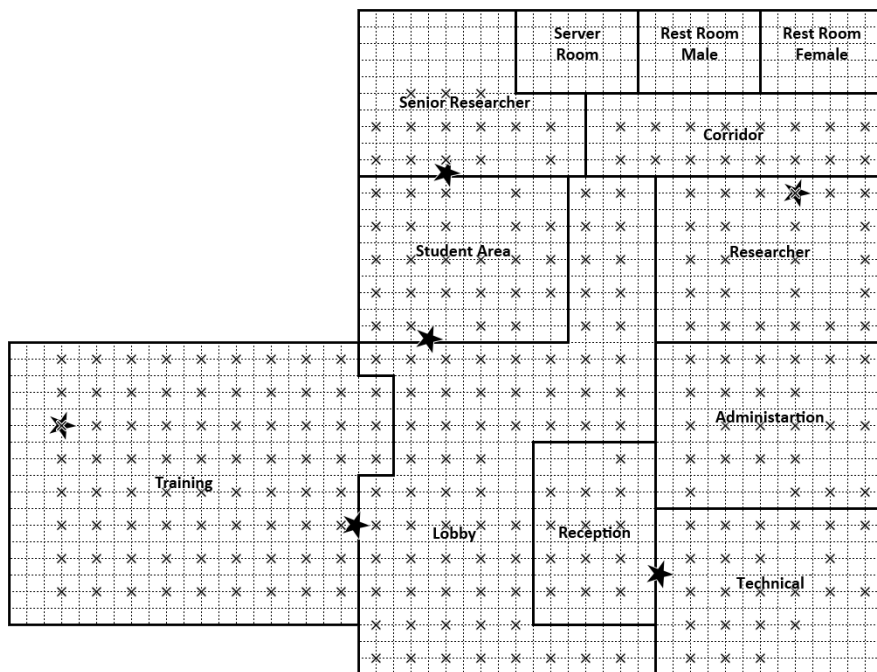 Server
Room
Rest Room
Male
Rest Room
Female
Senior Researcher
Corridor
Student Area
Researcher
Administartion
Training
Lobby
Reception
Technical